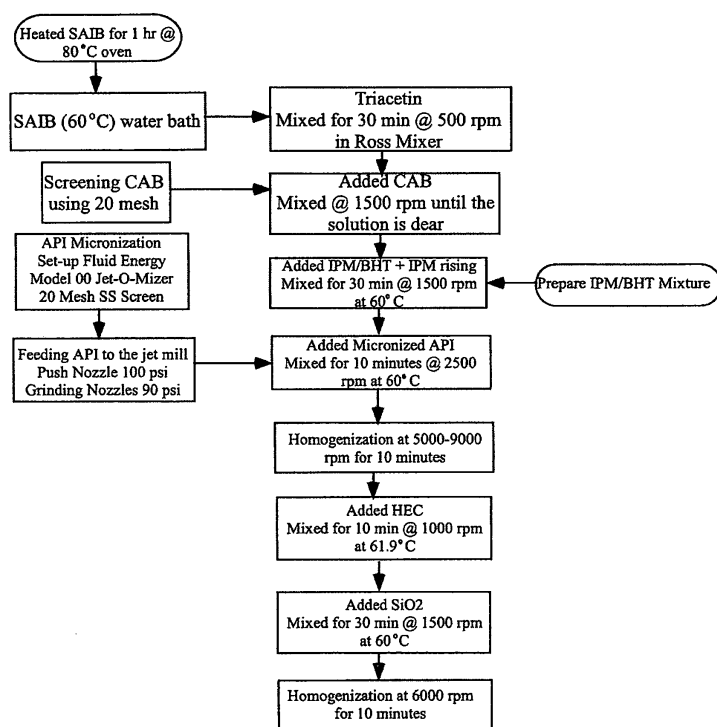 Heated SAIB for 1 hr @
80°C oven
SAIB (60°C) water bath
Triacetin
Mixed for 30 min @ 500 rpm
in Ross Mixer
Screening CAB
using 20 mesh
Added CAB
Mixed @ 1500 rpm until the
solution is dear
API Micronization
Set-up Fluid Energy
Model 00 Jet-O-Mizer
20 Mesh SS Screen
Added IPM/BHT + IPM rising
Mixed for 30 min @ 1500 rpm
at 60°C
Prepare IPM/BHT Mixture
Feeding API to the jet mill
Push Nozzle 100 psi
Grinding Nozzles 90 psi
Added Micronized API
Mixed for 10 minutes @ 2500
rpm at 60°C
Homogenization at 5000-9000
rpm for 10 minutes
Added HEC
Mixed for 10 min @ 1000 rpm
at 61.9°C
Added SiO2
Mixed for 30 min @ 1500 rpm
at 60°C
Homogenization at 6000 rpm
for 10 minutes